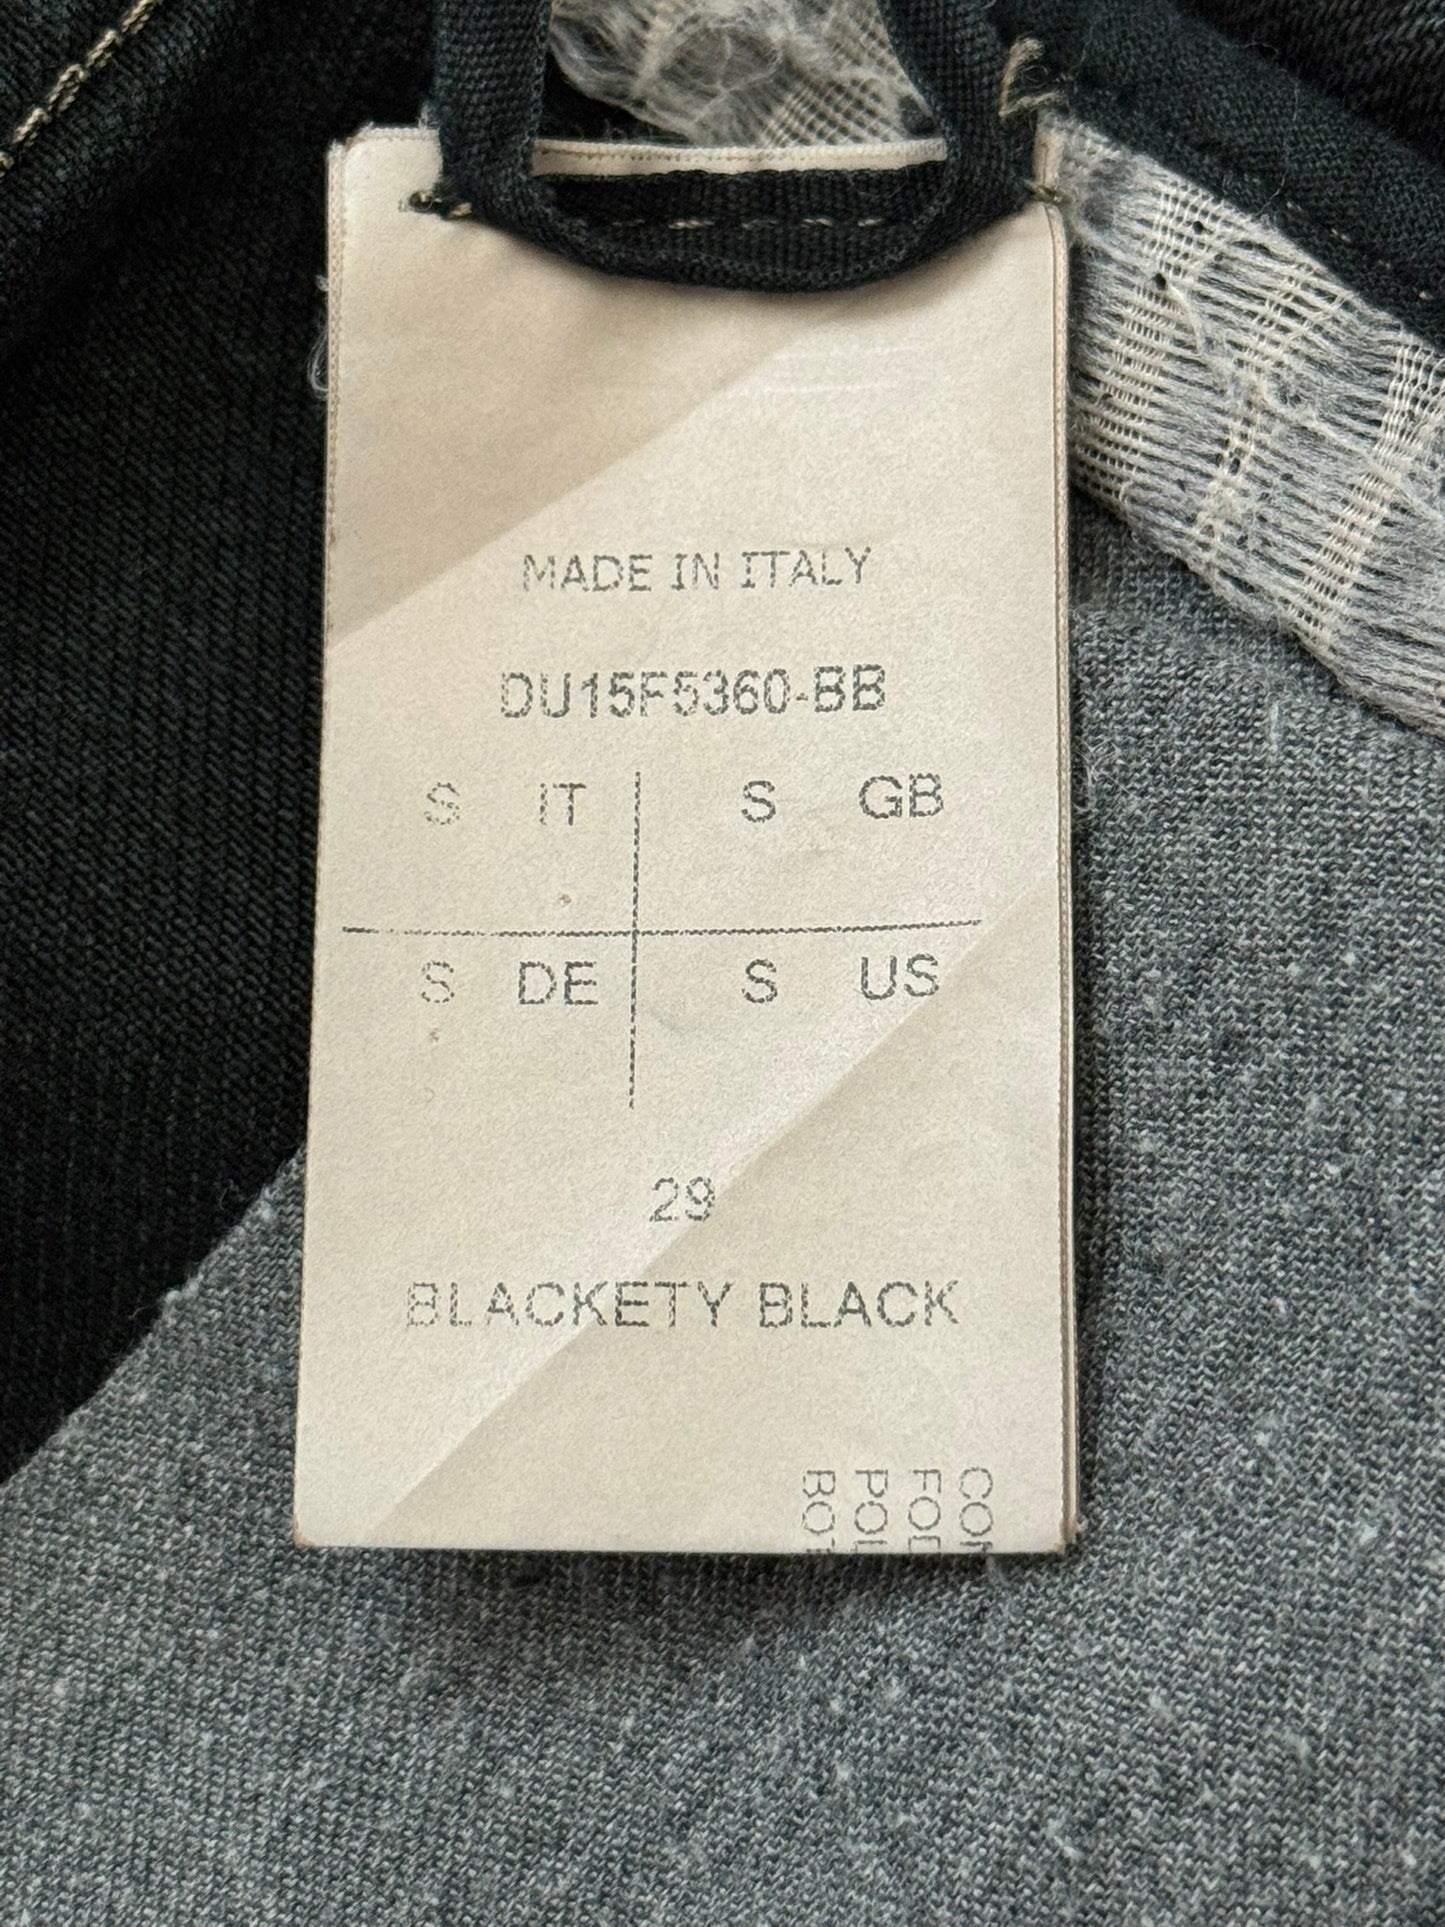 MADE IN ITALY
DU15F5360-BB
S IT S GB
S DE S US
29
BLACKETY BLACK